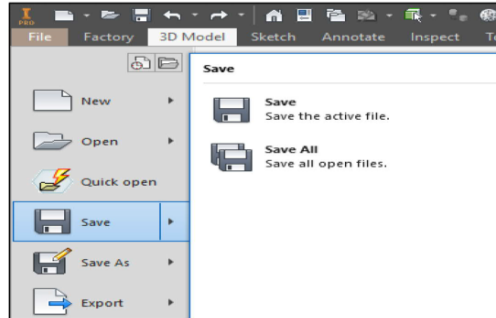 I
PRO
File Factory 3D Model Sketch Annotate Inspect
Save
New
Open
Quick open
Save
Save As
Export
Save
Save the active file.
Save All
Save all open files.